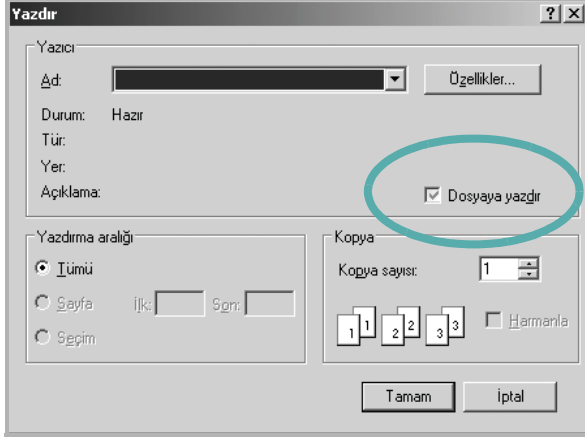 Yazdır
Yazıcı
Ad:
Özellikler...
Durum: Hazır
Tür:
Yer:
Açıklama:
Dosyaya yazdır
Yazdırma aralığı
Tümü
Sayfa İlk: Son:
Seçim
Kopya
Kopya sayısı: 1
1 1 2 2 3 3
Harmanla
Tamam İptal